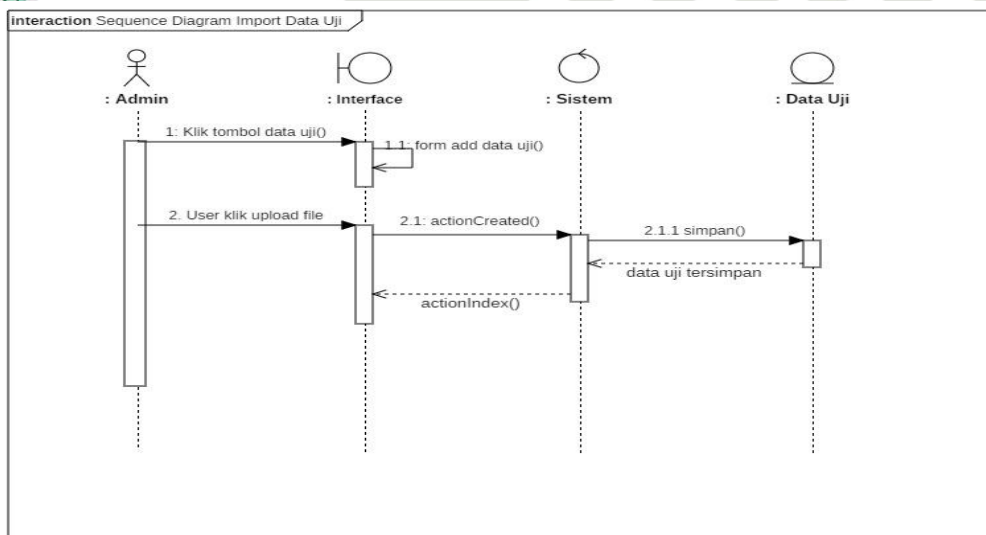 interaction Sequence Diagram Import Data Uji
: Admin
: Interface
: Sistem
: Data Uji
1: Klik tombol data uji()
1.1: form add data uji()
2. User klik upload file
2.1: actionCreated()
2.1.1 simpan()
data uji tersimpan
actionIndex()